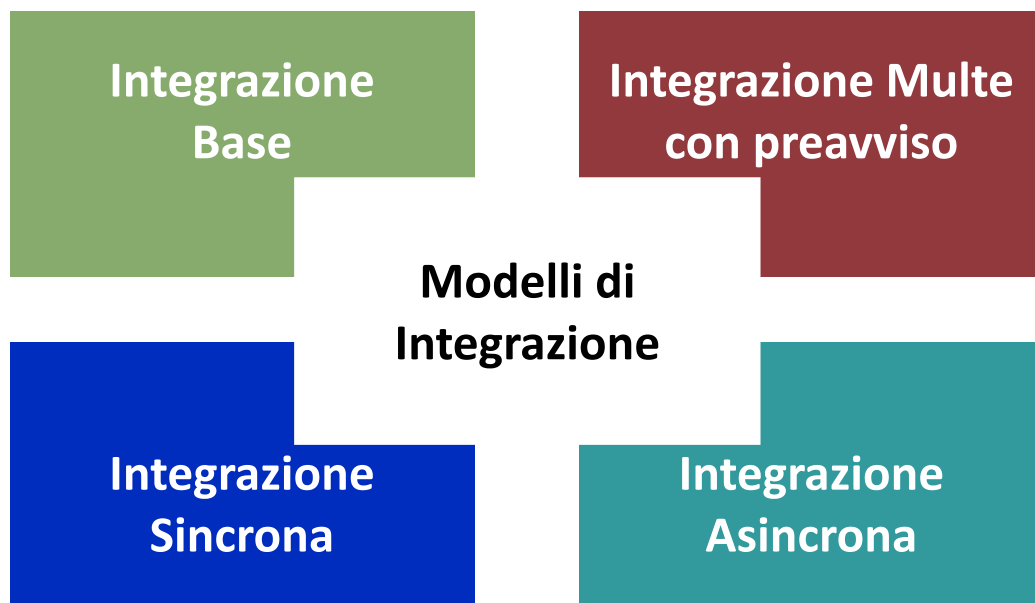 Integrazione
Base
Integrazione Multe
con preavviso
Modelli di
Integrazione
Integrazione
Sincrona
Integrazione
Asincrona